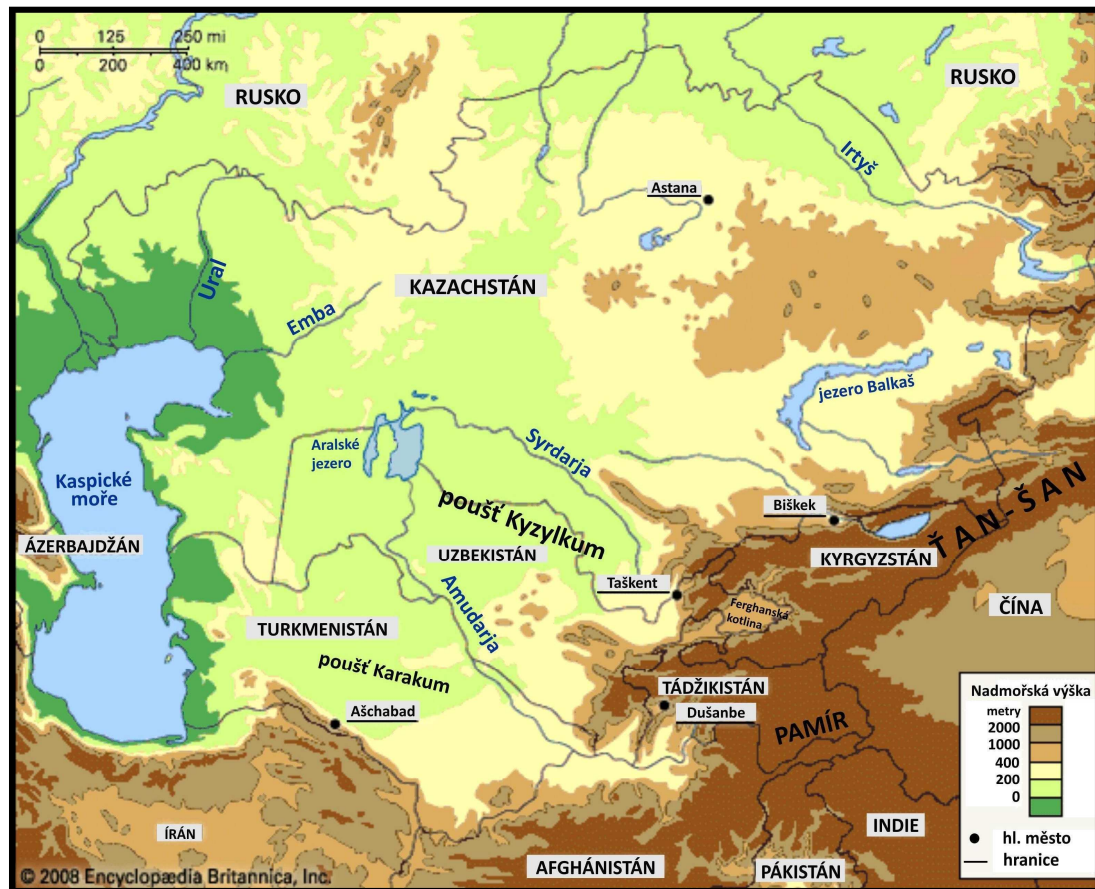 0 125 250 mi
0 200 400 km
RUSKO
RUSKO
Irtyš
Astana
Ural
KAZACHSTÁN
Emba
jezero Balkaš
Aralské
jezero
Syrdarja
Kaspické
moře
poušť Kyzylkum
Biškek
ŤAN-ŠAN
ÁZERBAJDŽÁN
UZBEKISTÁN
KYRGYZSTÁN
Taškent
Amudarja
Ferghanská
kotlina
ČÍNA
TURKMENISTÁN
poušť Karakum
TÁDŽIKISTÁN
Dušanbe
Ašchabad
PAMÍR
Nadmořská výška
metry
2000
1000
400
200
0
hl. město
hranice
ÍRÁN
INDIE
AFGHÁNISTÁN
PÁKISTÁN
© 2008 Encyclopædia Britannica, Inc.